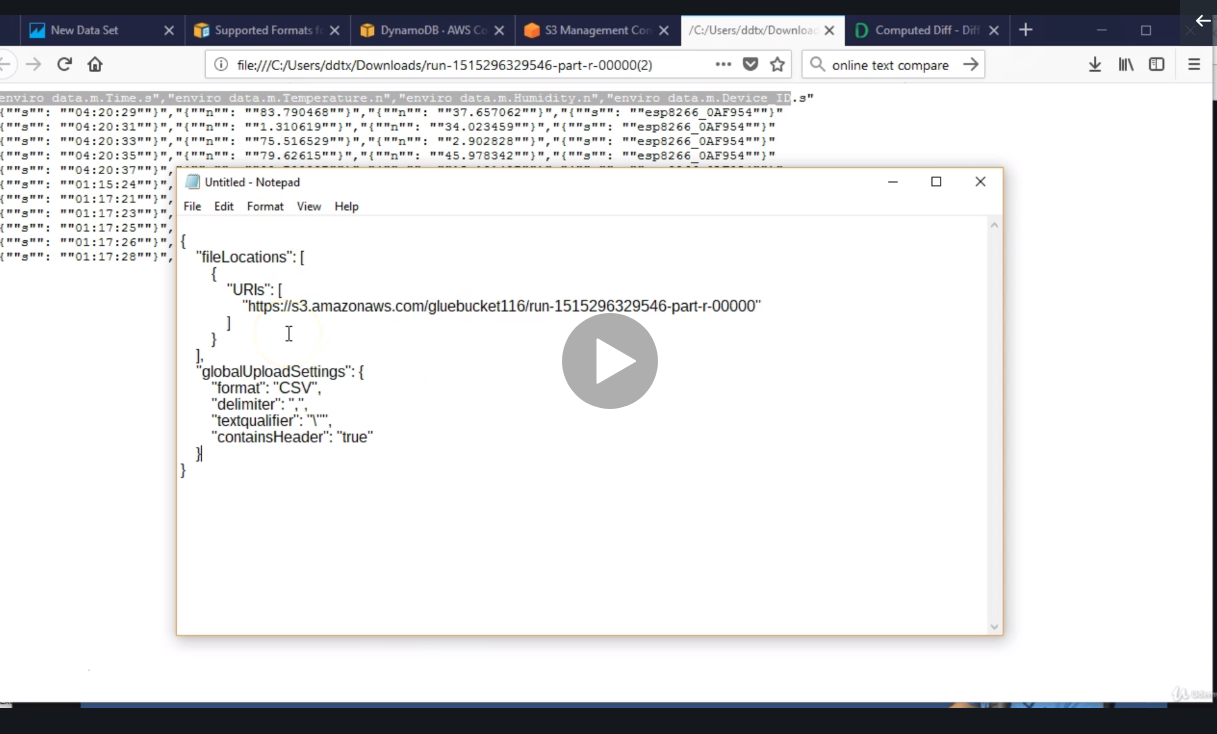 New Data Set
Supported Formats f
DynamoDB · AWS Co
S3 Management Con
/C:/Users/ddtx/Downloa
Computed Diff - Diff
file:///C:/Users/ddtx/Downloads/run-1515296329546-part-r-00000(2)
online text compare
enviro data.m.Time.s","enviro data.m.Temperature.n","enviro data.m.Humidity.n","enviro data.m.Device ID.s"
{""s"": ""04:20:29""}","{""n"": ""83.790468""}","{""n"": ""37.657062""}","{""s"": ""esp8266_0AF954""}"
{""s"": ""04:20:31""}","{""n"": ""1.310619""}","{""n"": ""34.023459""}","{""s"": ""esp8266_0AF954""}"
{""s"": ""04:20:33""}","{""n"": ""75.516529""}","{""n"": ""2.902828""}","{""s"": ""esp8266_0AF954""}"
{""s"": ""04:20:35""}","{""n"": ""79.62615""}","{""n"": ""45.978342""}","{""s"": ""esp8266_0AF954""}"
{""s"": ""04:20:37""}",
{""s"": ""01:15:24""}",
{""s"": ""01:17:21""}",
{""s"": ""01:17:23""}",
{""s"": ""01:17:25""}",
{""s"": ""01:17:26""}",
{""s"": ""01:17:28""}",
Untitled - Notepad
File Edit Format View Help
{
"fileLocations": [
{
"URIs": [
"https://s3.amazonaws.com/gluebucket116/run-1515296329546-part-r-00000"
]
}
],
"globalUploadSettings": {
"format": "CSV",
"delimiter": ",",
"textqualifier": "\"",
"containsHeader": "true"
}
}